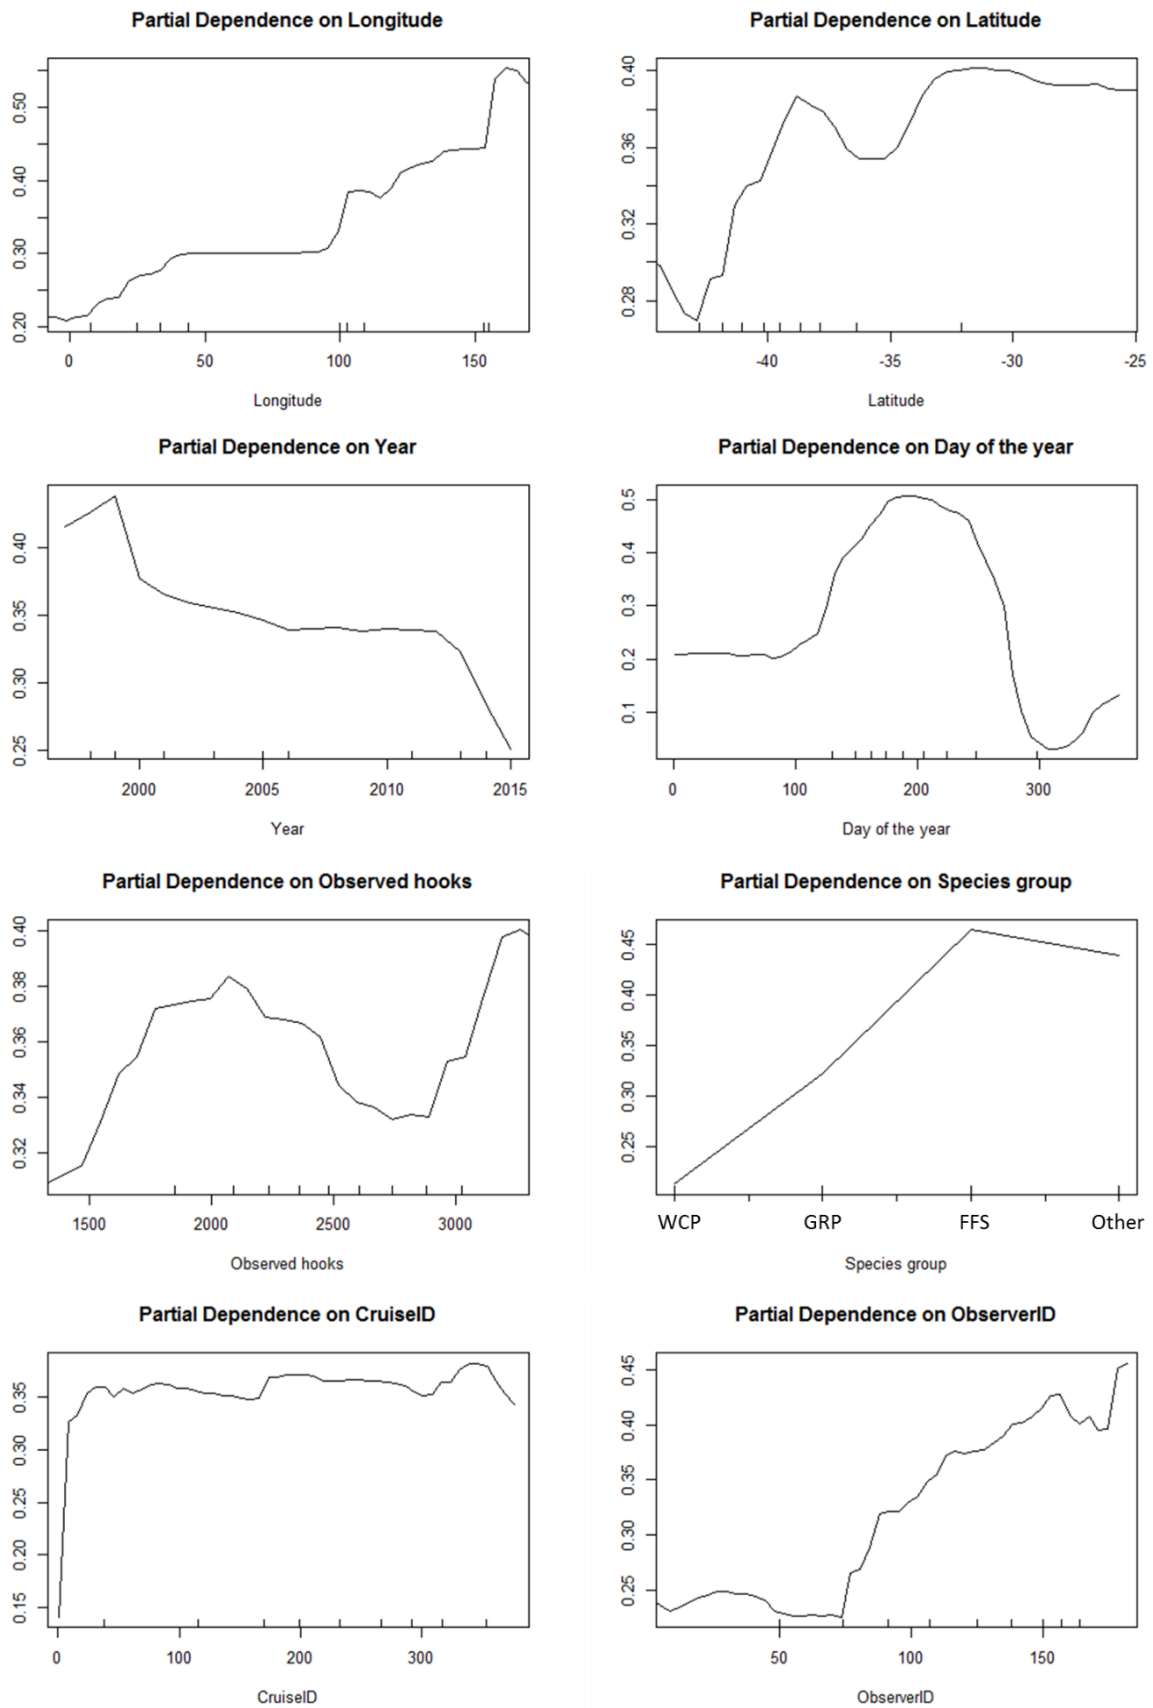 Partial Dependence on Longitude
0.50
0.40
0.30
0.20
0 50 100 150
Longitude
Partial Dependence on Latitude
0.40
0.36
0.32
0.28
-40 -35 -30 -25
Latitude
Partial Dependence on Year
0.40
0.35
0.30
0.25
2000 2005 2010 2015
Year
Partial Dependence on Day of the year
0.5
0.4
0.3
0.2
0.1
0 100 200 300
Day of the year
Partial Dependence on Observed hooks
0.40
0.38
0.36
0.34
0.32
1500 2000 2500 3000
Observed hooks
Partial Dependence on Species group
0.45
0.40
0.35
0.30
0.25
WCP GRP FFS Other
Species group
Partial Dependence on CruiseID
0.35
0.30
0.25
0.20
0.15
0 100 200 300
CruiseID
Partial Dependence on ObserverID
0.45
0.40
0.35
0.30
0.25
50 100 150
ObserverID